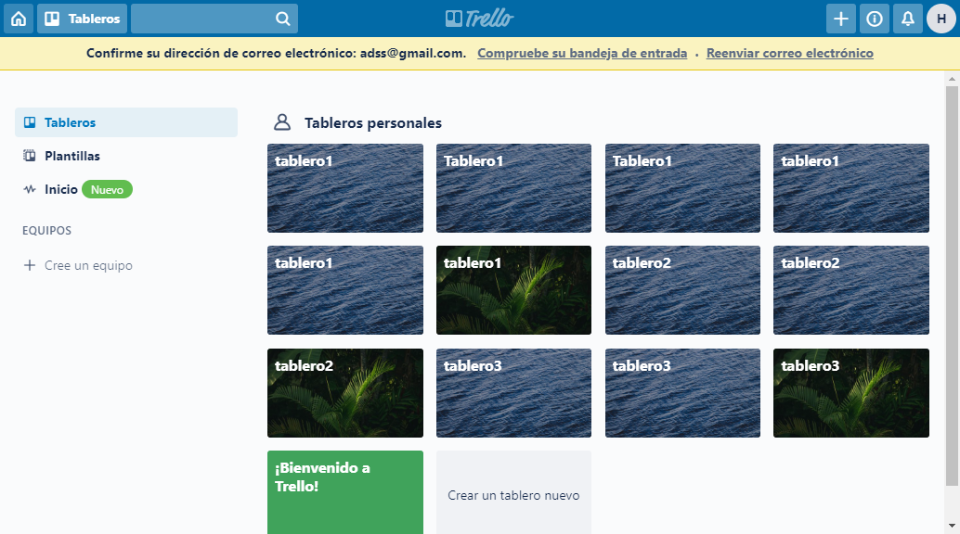 Tableros
Trello
H
Confirme su dirección de correo electrónico: adss@gmail.com. Compruebe su bandeja de entrada · Reenviar correo electrónico
Tableros
Plantillas
Inicio Nuevo
EQUIPOS
+ Cree un equipo
Tableros personales
tablero1
Tablero1
Tablero1
tablero1
tablero1
tablero1
tablero2
tablero2
tablero2
tablero3
tablero3
tablero3
¡Bienvenido a
Trello!
Crear un tablero nuevo